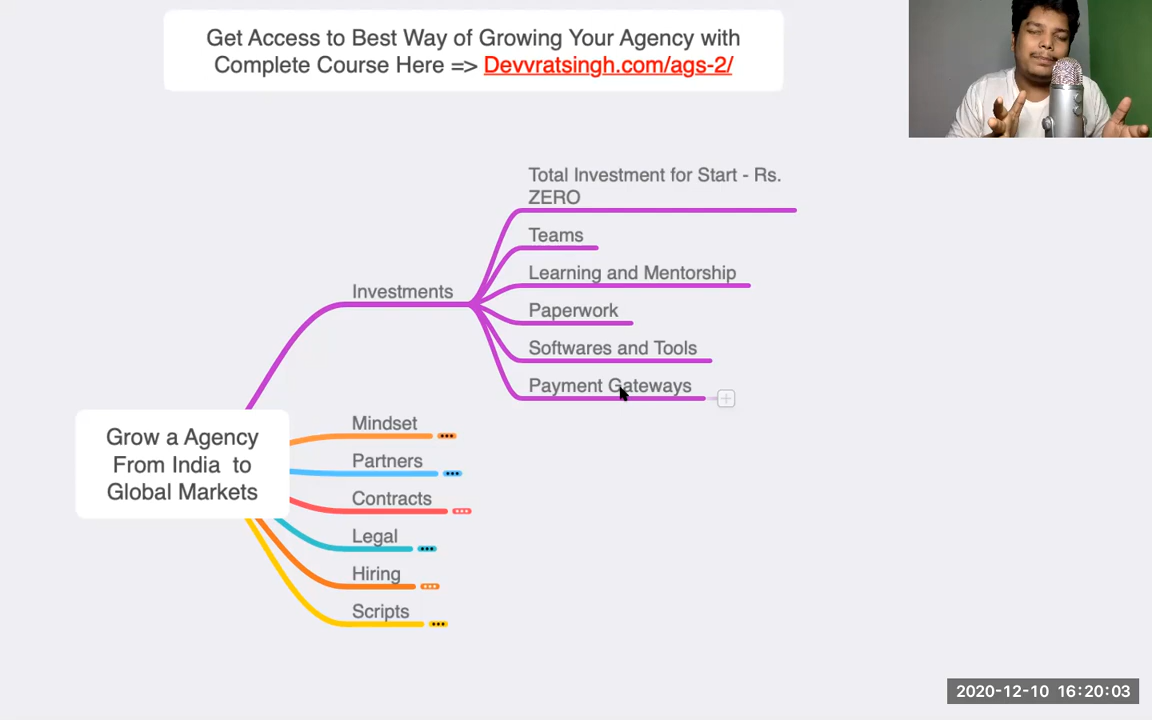 Get Access to Best Way of Growing Your Agency with
Complete Course Here => Devvratsingh.com/ags-2/
Total Investment for Start - Rs.
ZERO
Teams
Learning and Mentorship
Investments
Paperwork
Softwares and Tools
Payment Gateways
Grow a Agency
From India to
Global Markets
Mindset
Partners
Contracts
Legal
Hiring
Scripts
2020-12-10 16:20:03